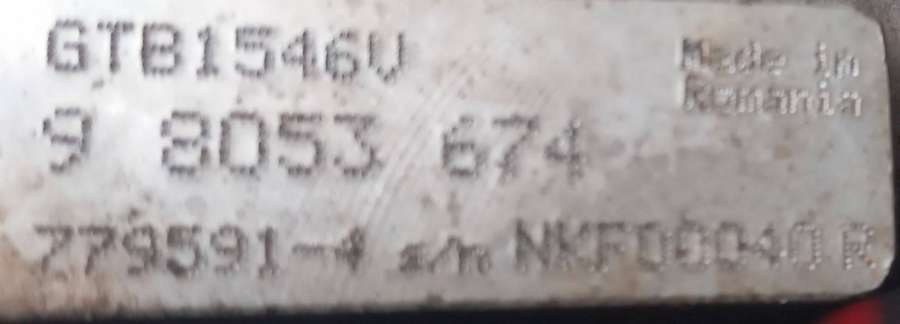 GTB1546V
Made in
Romania
9 8053 674
779591-4 s/n NKF00040R